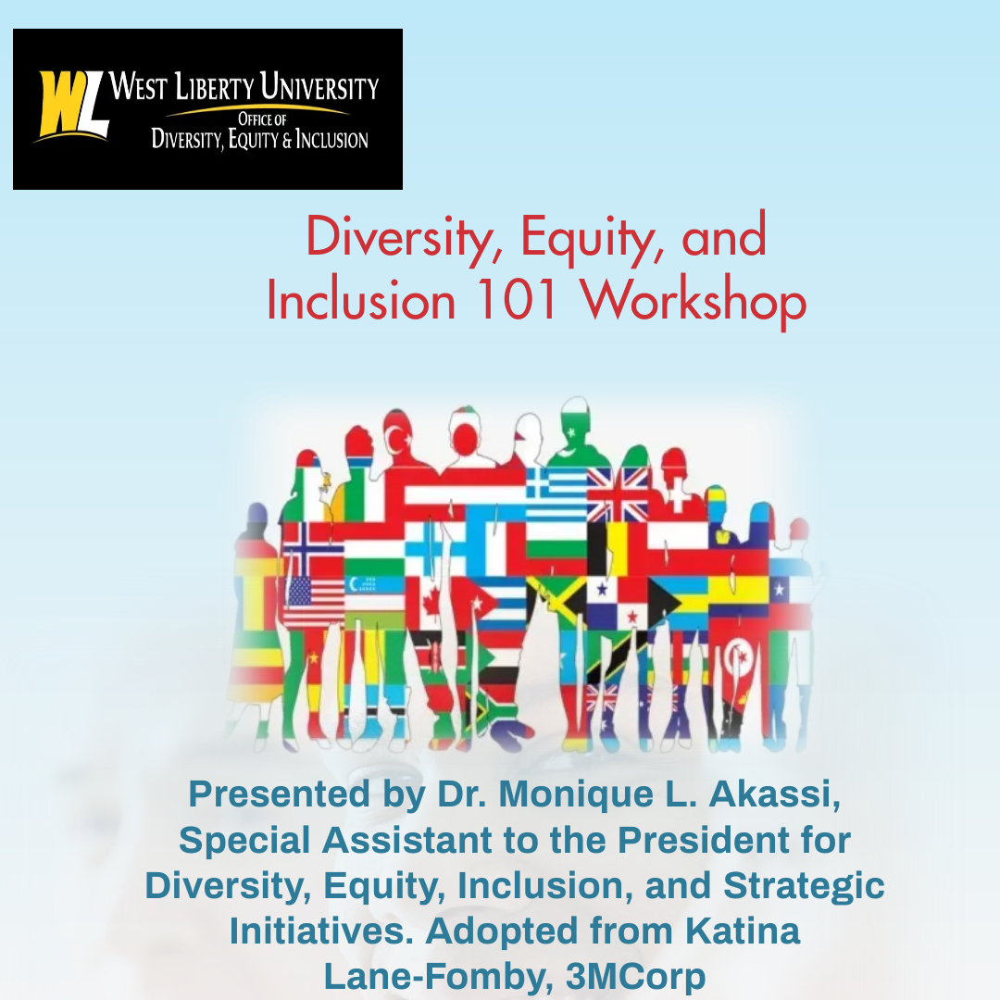 WL WEST LIBERTY UNIVERSITY
OFFICE OF
DIVERSITY, EQUITY & INCLUSION
Diversity, Equity, and
Inclusion 101 Workshop
Presented by Dr. Monique L. Akassi,
Special Assistant to the President for
Diversity, Equity, Inclusion, and Strategic
Initiatives. Adopted from Katina
Lane-Fomby, 3MCorp